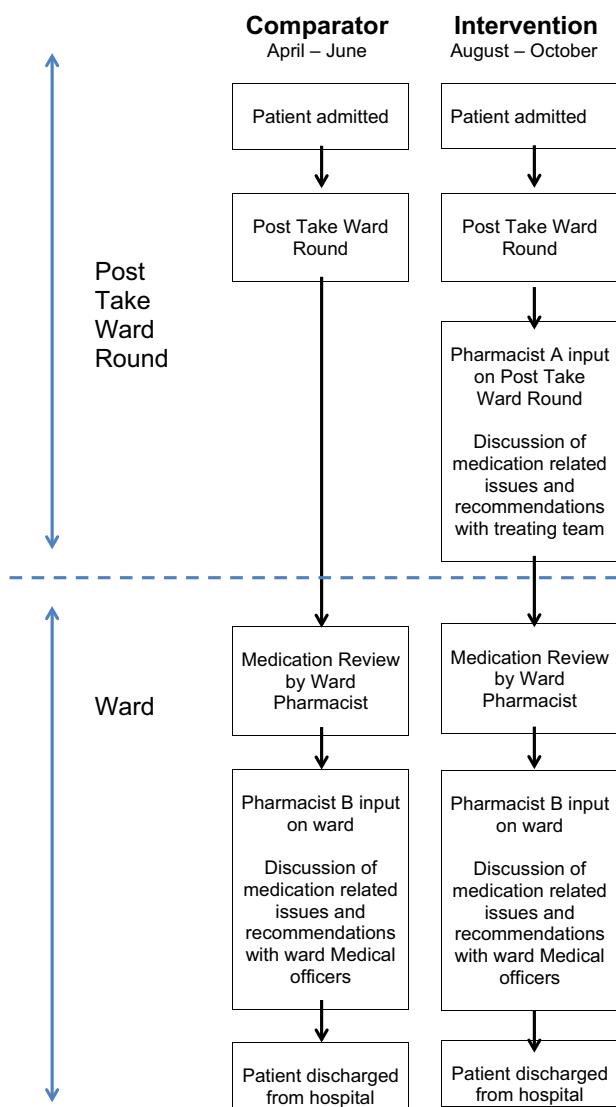 Comparator
April – June
Intervention
August – October
Post
Take
Ward
Round
Patient admitted
Post Take Ward
Round
Patient admitted
Post Take Ward
Round
Pharmacist A input
on Post Take
Ward Round
Discussion of
medication related
issues and
recommendations
with treating team
Ward
Medication Review
by Ward
Pharmacist
Pharmacist B input
on ward
Discussion of
medication related
issues and
recommendations
with ward Medical
officers
Patient discharged
from hospital
Medication Review
by Ward
Pharmacist
Pharmacist B input
on ward
Discussion of
medication related
issues and
recommendations
with ward Medical
officers
Patient discharged
from hospital